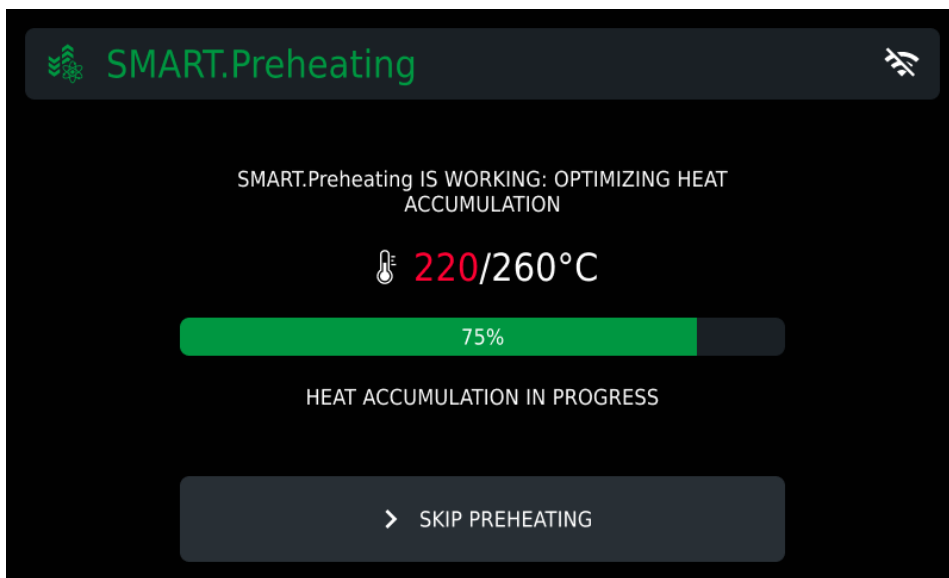 SMART.Preheating
SMART.Preheating IS WORKING: OPTIMIZING HEAT
ACCUMULATION
220/260°C
75%
HEAT ACCUMULATION IN PROGRESS
SKIP PREHEATING